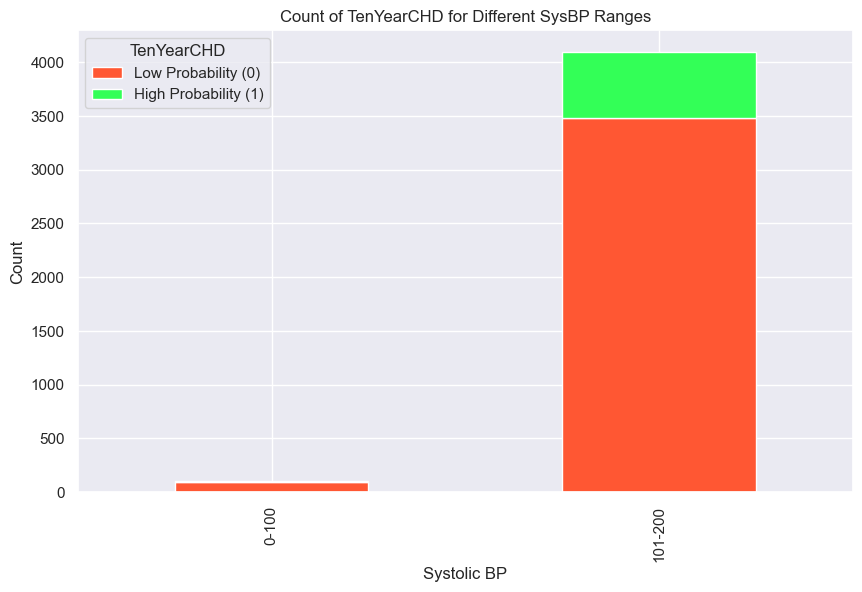 Count of TenYearCHD for Different SysBP Ranges
TenYearCHD
Low Probability (0)
High Probability (1)
4000
3500
3000
2500
2000
1500
1000
500
0
Count
0-100
101-200
Systolic BP